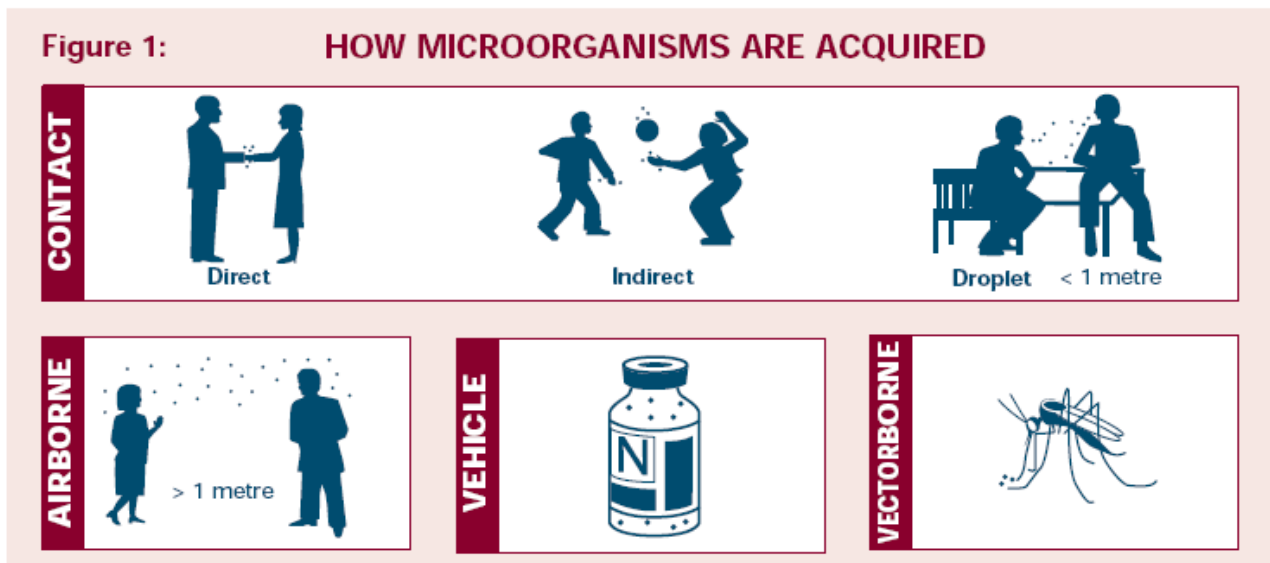 Figure 1: HOW MICROORGANISMS ARE ACQUIRED
CONTACT
Direct
Indirect
Droplet < 1 metre
AIRBORNE
> 1 metre
VEHICLE
N
VECTORBORNE